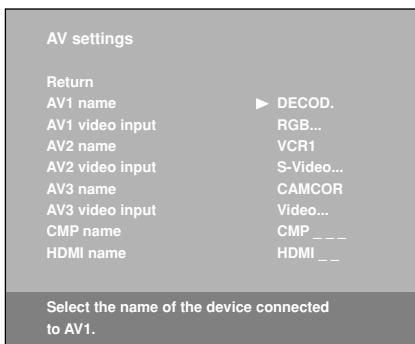 AV settings
Return
AV1 name ▶ DECOD.
AV1 video input RGB...
AV2 name VCR1
AV2 video input S-Video...
AV3 name CAMCOR
AV3 video input Video...
CMP name CMP _ _ _
HDMI name HDMI _ _
Select the name of the device connected
to AV1.